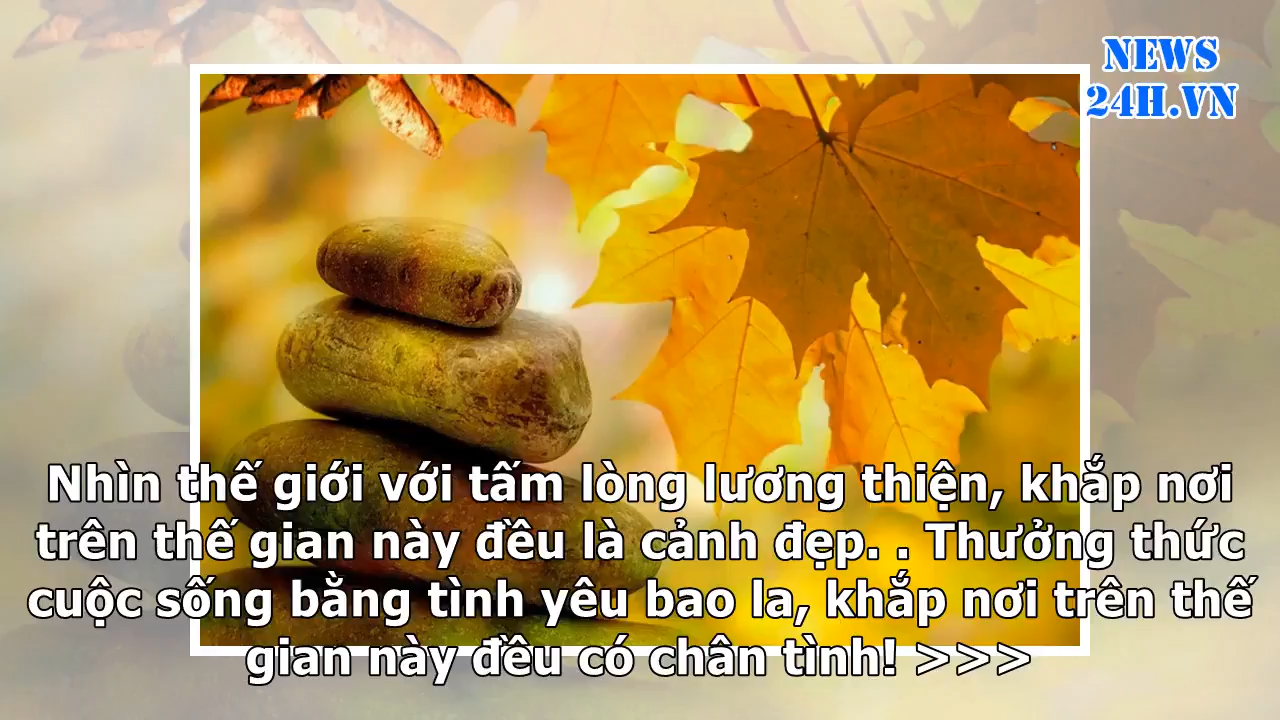 NEWS
24H.VN
Nhìn thế giới với tấm lòng lương thiện, khắp nơi
trên thế gian này đều là cảnh đẹp. . Thưởng thức
cuộc sống bằng tình yêu bao la, khắp nơi trên thế
gian này đều có chân tình! >>>